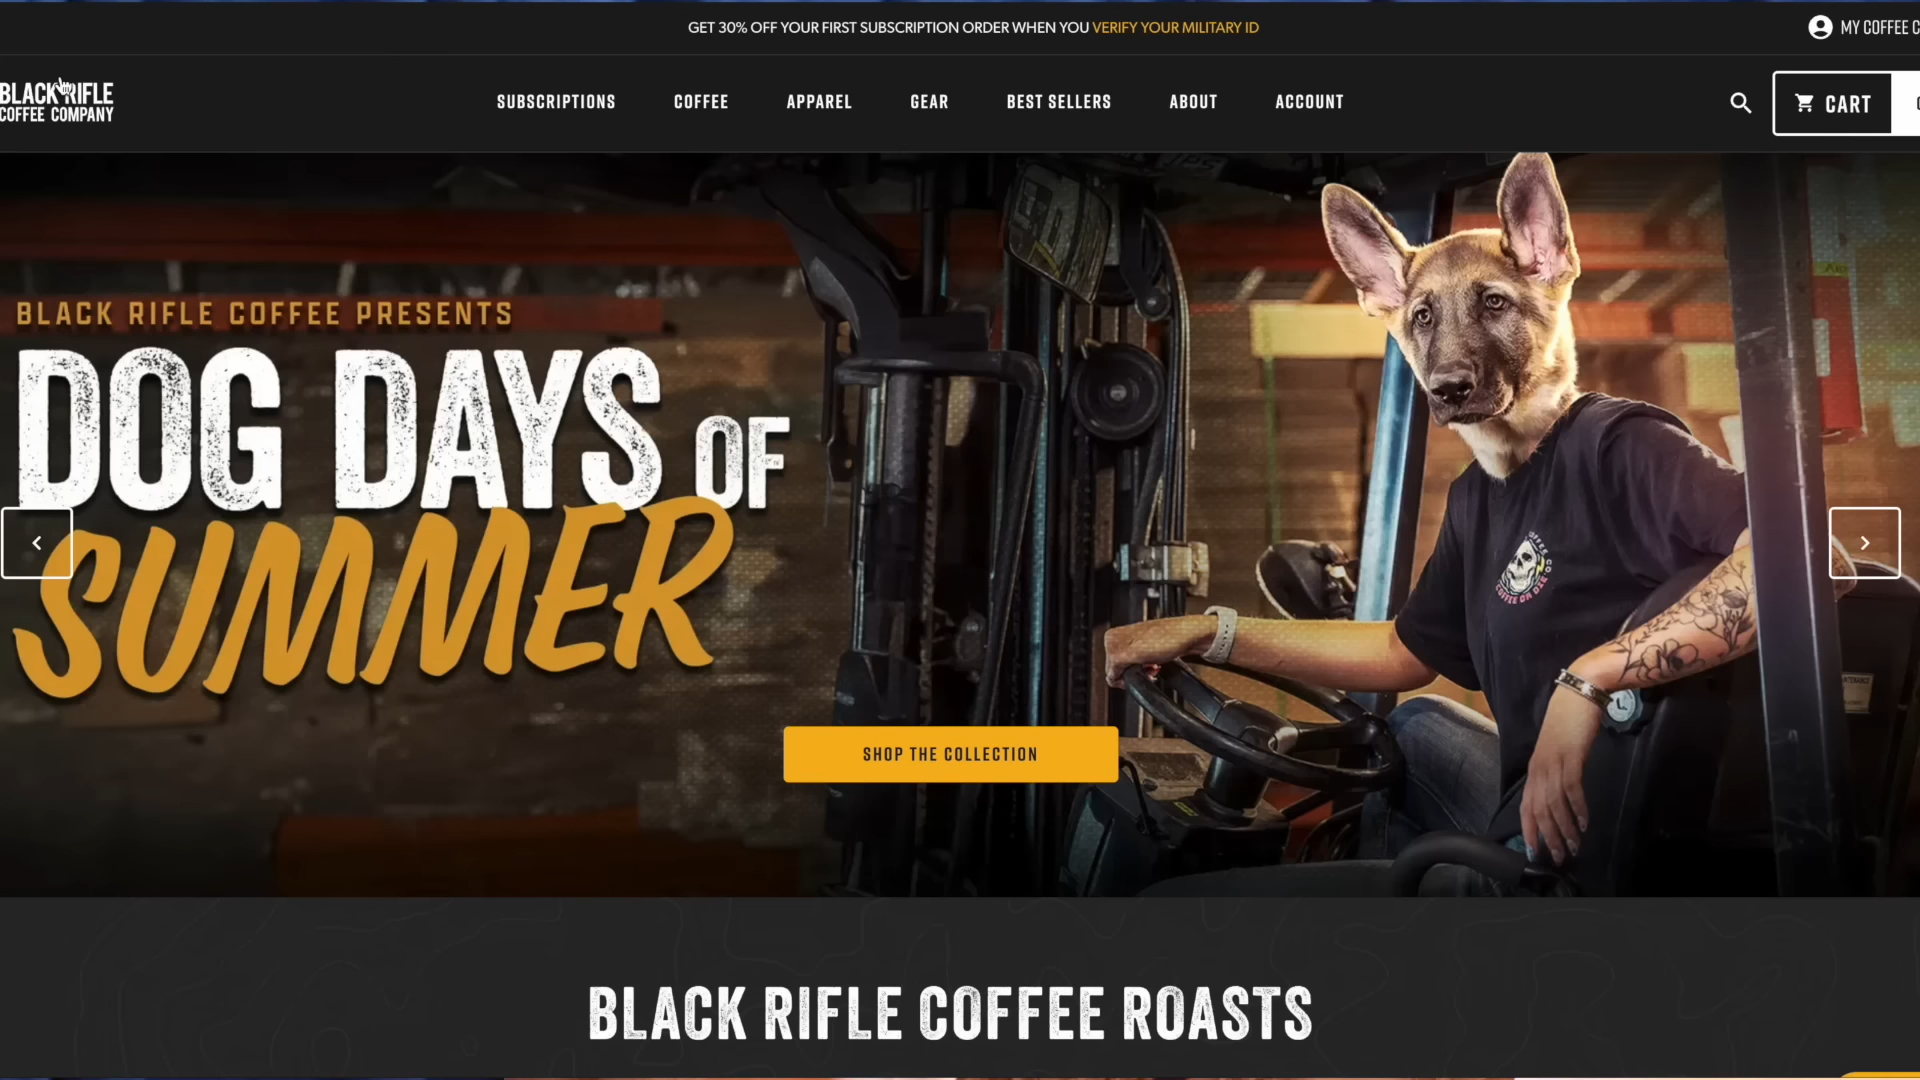 GET 30% OFF YOUR FIRST SUBSCRIPTION ORDER WHEN YOU VERIFY YOUR MILITARY ID
MY COFFEE C
BLACK RIFLE
COFFEE COMPANY
SUBSCRIPTIONS COFFEE APPAREL GEAR BEST SELLERS ABOUT ACCOUNT
CART
BLACK RIFLE COFFEE PRESENTS
DOG DAYS OF
SUMMER
SHOP THE COLLECTION
BLACK RIFLE COFFEE ROASTS